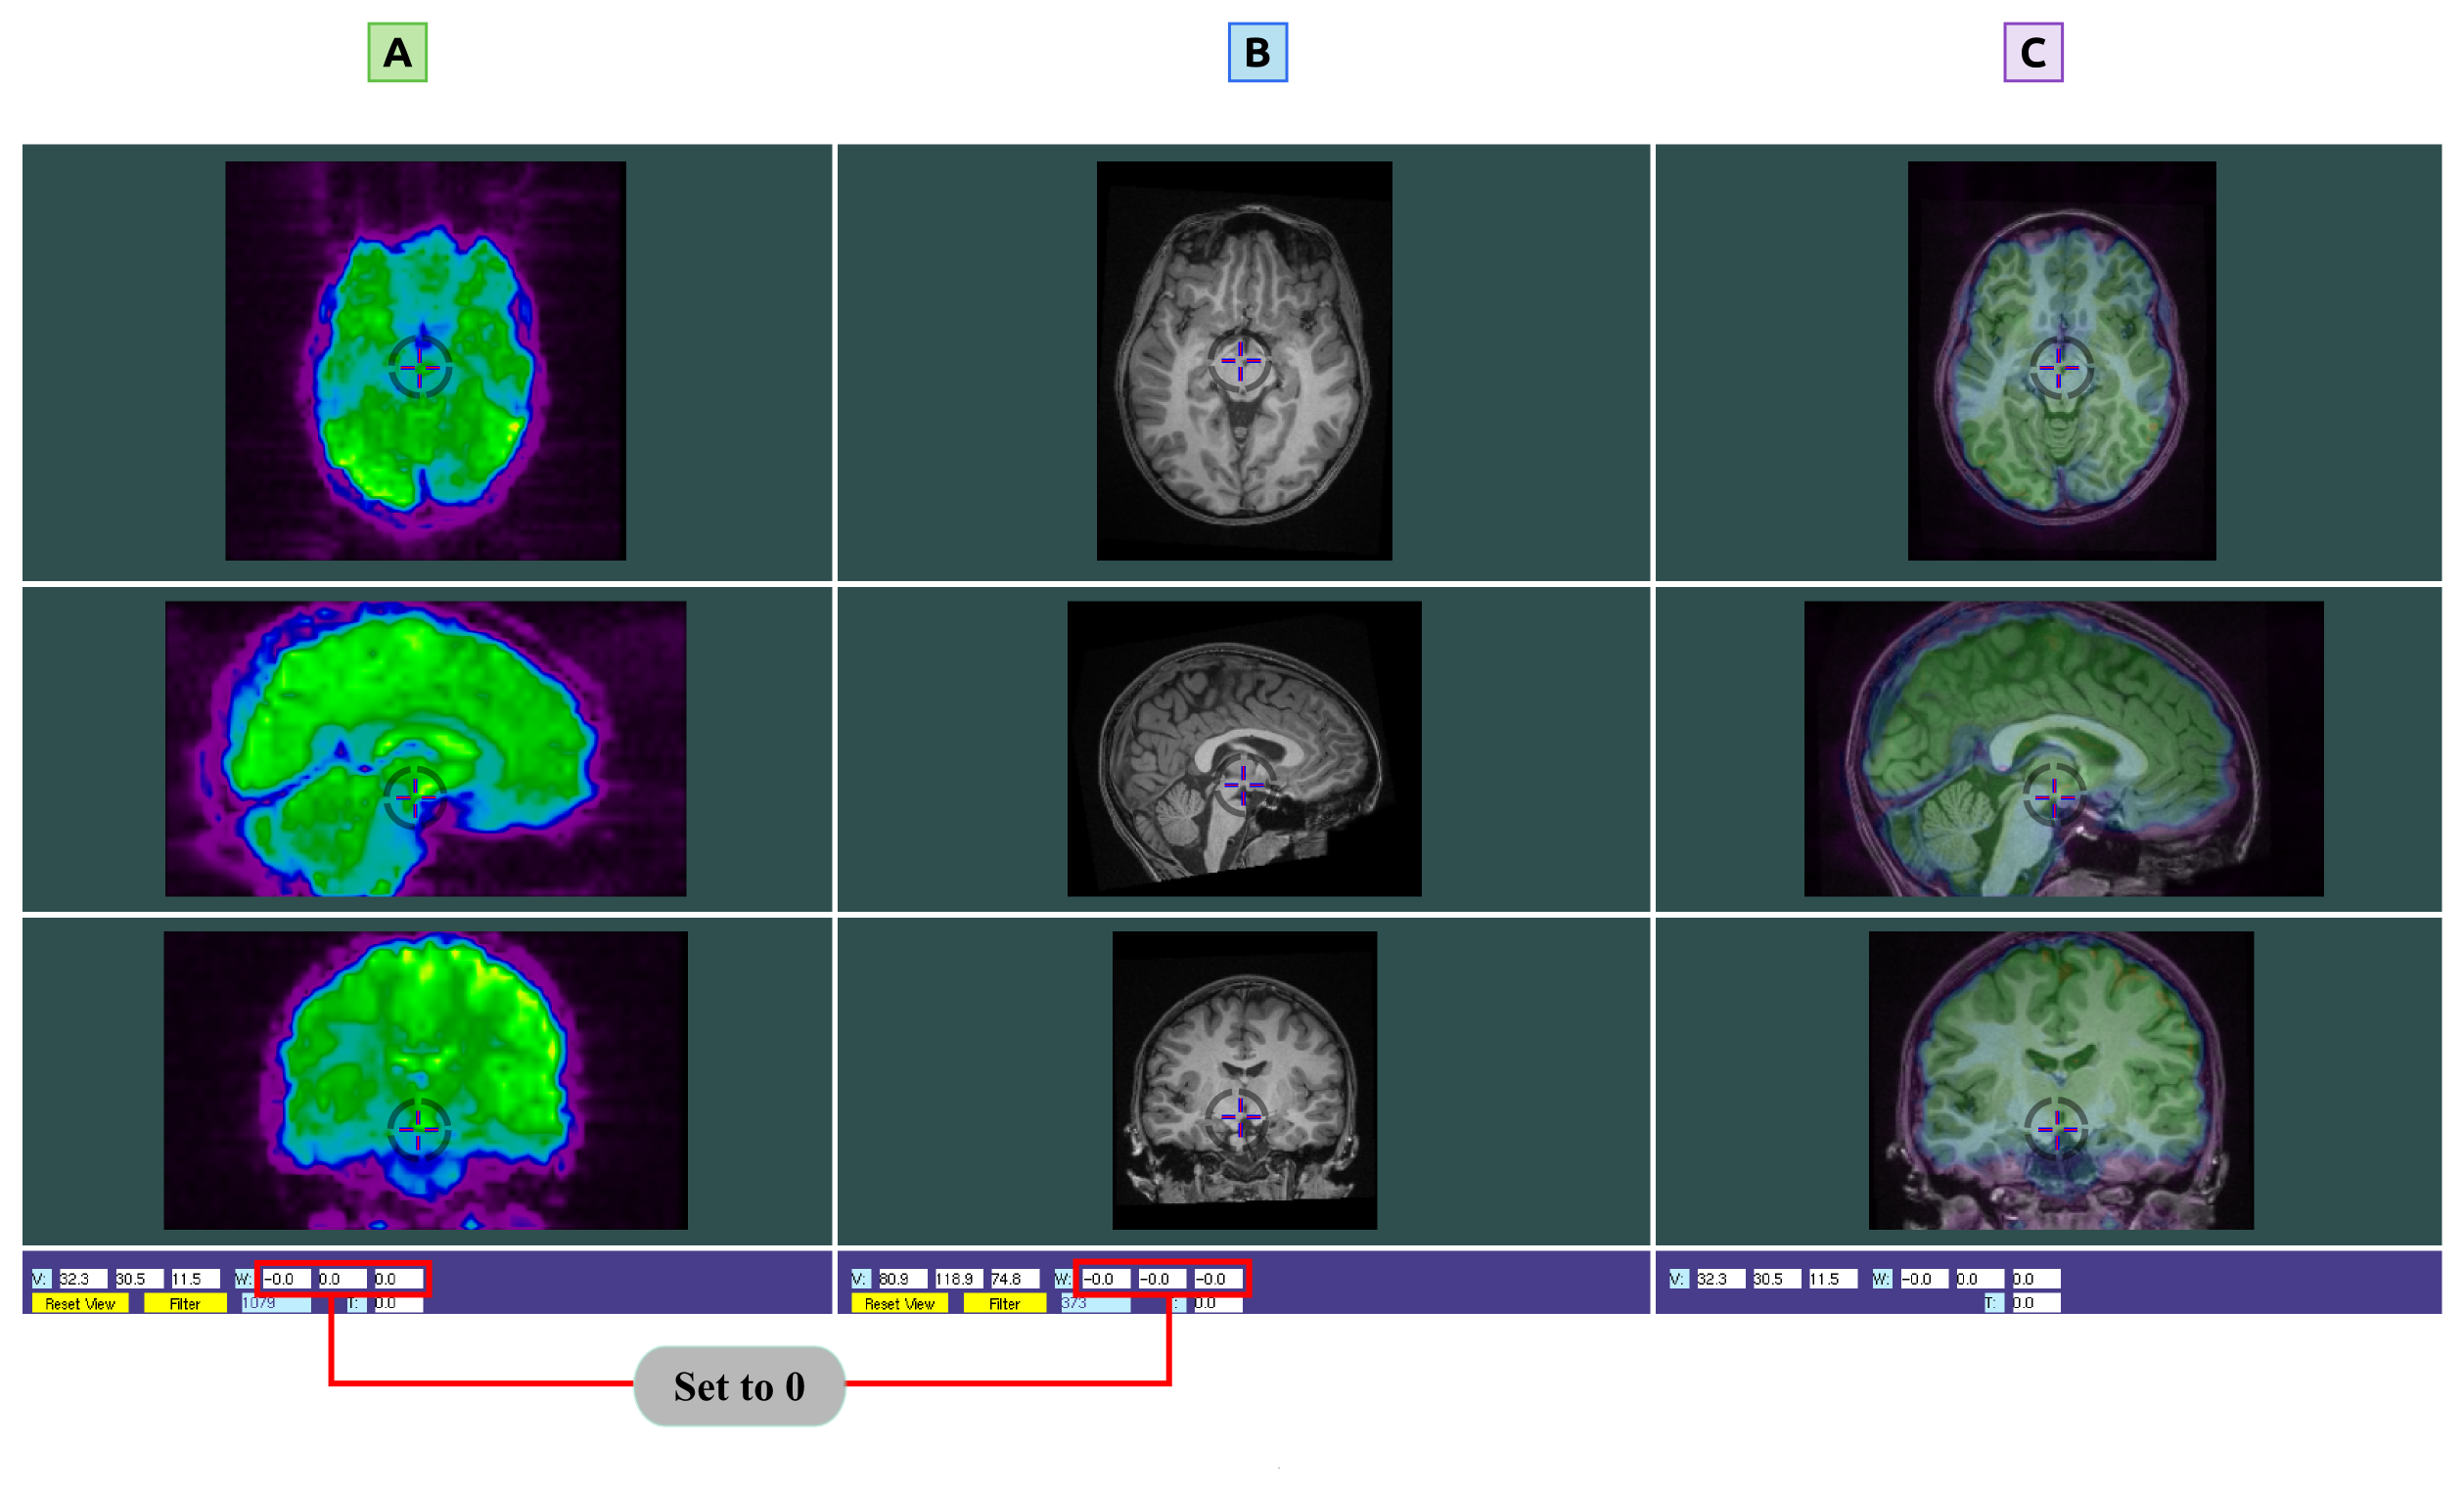 A B C
V: 32.3 30.5 11.5 W: -0.0 0.0 0.0
Reset View Filter 1079 T: 0.0
V: 80.9 118.9 74.8 W: -0.0 -0.0 -0.0
Reset View Filter 373 : 0.0
V: 32.3 30.5 11.5 W: -0.0 0.0 0.0
T: 0.0
Set to 0